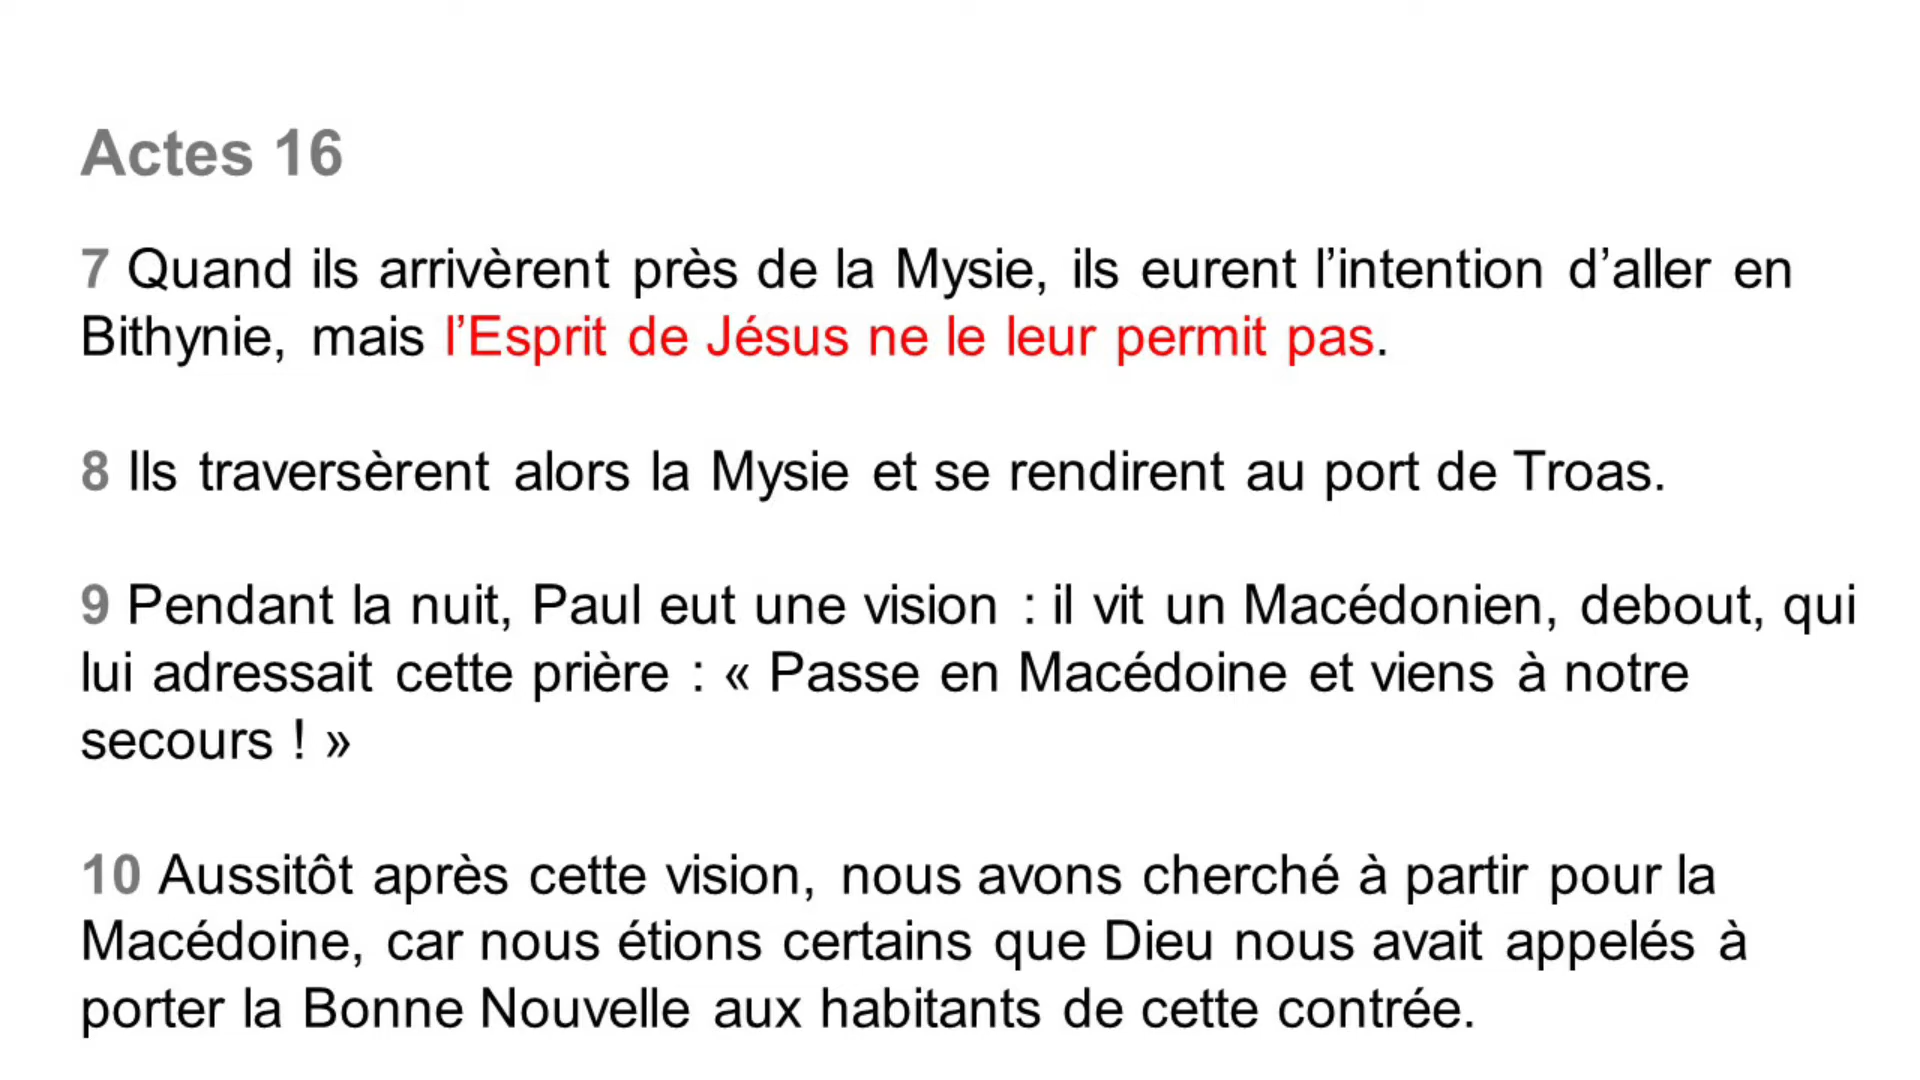 Actes 16
7 Quand ils arrivèrent près de la Mysie, ils eurent l’intention d’aller en
Bithynie, mais l’Esprit de Jésus ne le leur permit pas.
8 Ils traversèrent alors la Mysie et se rendirent au port de Troas.
9 Pendant la nuit, Paul eut une vision : il vit un Macédonien, debout, qui
lui adressait cette prière : « Passe en Macédoine et viens à notre
secours ! »
10 Aussitôt après cette vision, nous avons cherché à partir pour la
Macédoine, car nous étions certains que Dieu nous avait appelés à
porter la Bonne Nouvelle aux habitants de cette contrée.